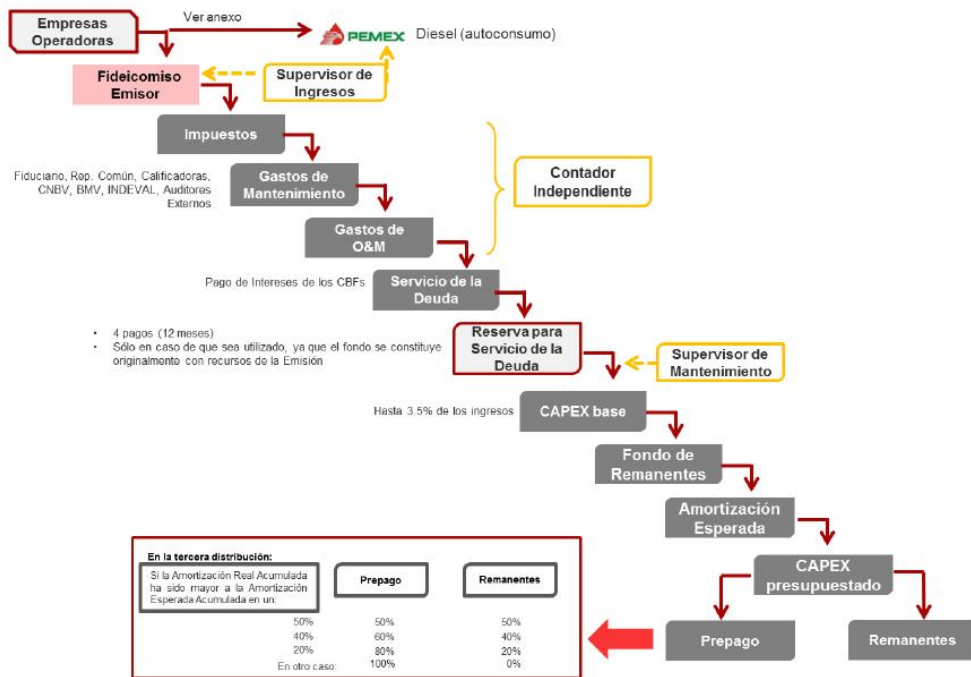 Empresas
Operadoras
Ver anexo
PEMEX
Diesel (autoconsumo)
Fideicomiso
Emisor
Supervisor de
Ingresos
Impuestos
Fiduciario, Rep. Común, Calificadoras,
CNBV, BMV, INDEVAL, Auditores
Externos
Gastos de
Mantenimiento
Contador
Independiente
Gastos de
O&M
Pago de Intereses de los CBFs
Servicio de la
Deuda
• 4 pagos (12 meses)
• Sólo en caso de que sea utilizado, ya que el fondo se constituye
originalmente con recursos de la Emisión
Reserva para
Servicio de la
Deuda
Supervisor de
Mantenimiento
Hasta 3.5% de los ingresos
CAPEX base
Fondo de
Remanentes
Amortización
Esperada
CAPEX
presupuestado
Prepago
Remanentes
En la tercera distribución:
Si la Amortización Real Acumulada
ha sido mayor a la Amortización
Esperada Acumulada en un:
Prepago
Remanentes
50% 50% 50%
40% 60% 40%
20% 80% 20%
En otro caso: 100% 0%